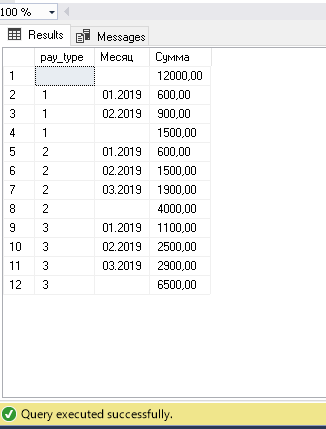 100 %
Results Messages
pay_type Месяц Сумма
1 12000,00
2 1 01.2019 600,00
3 1 02.2019 900,00
4 1 1500,00
5 2 01.2019 600,00
6 2 02.2019 1500,00
7 2 03.2019 1900,00
8 2 4000,00
9 3 01.2019 1100,00
10 3 02.2019 2500,00
11 3 03.2019 2900,00
12 3 6500,00
Query executed successfully.